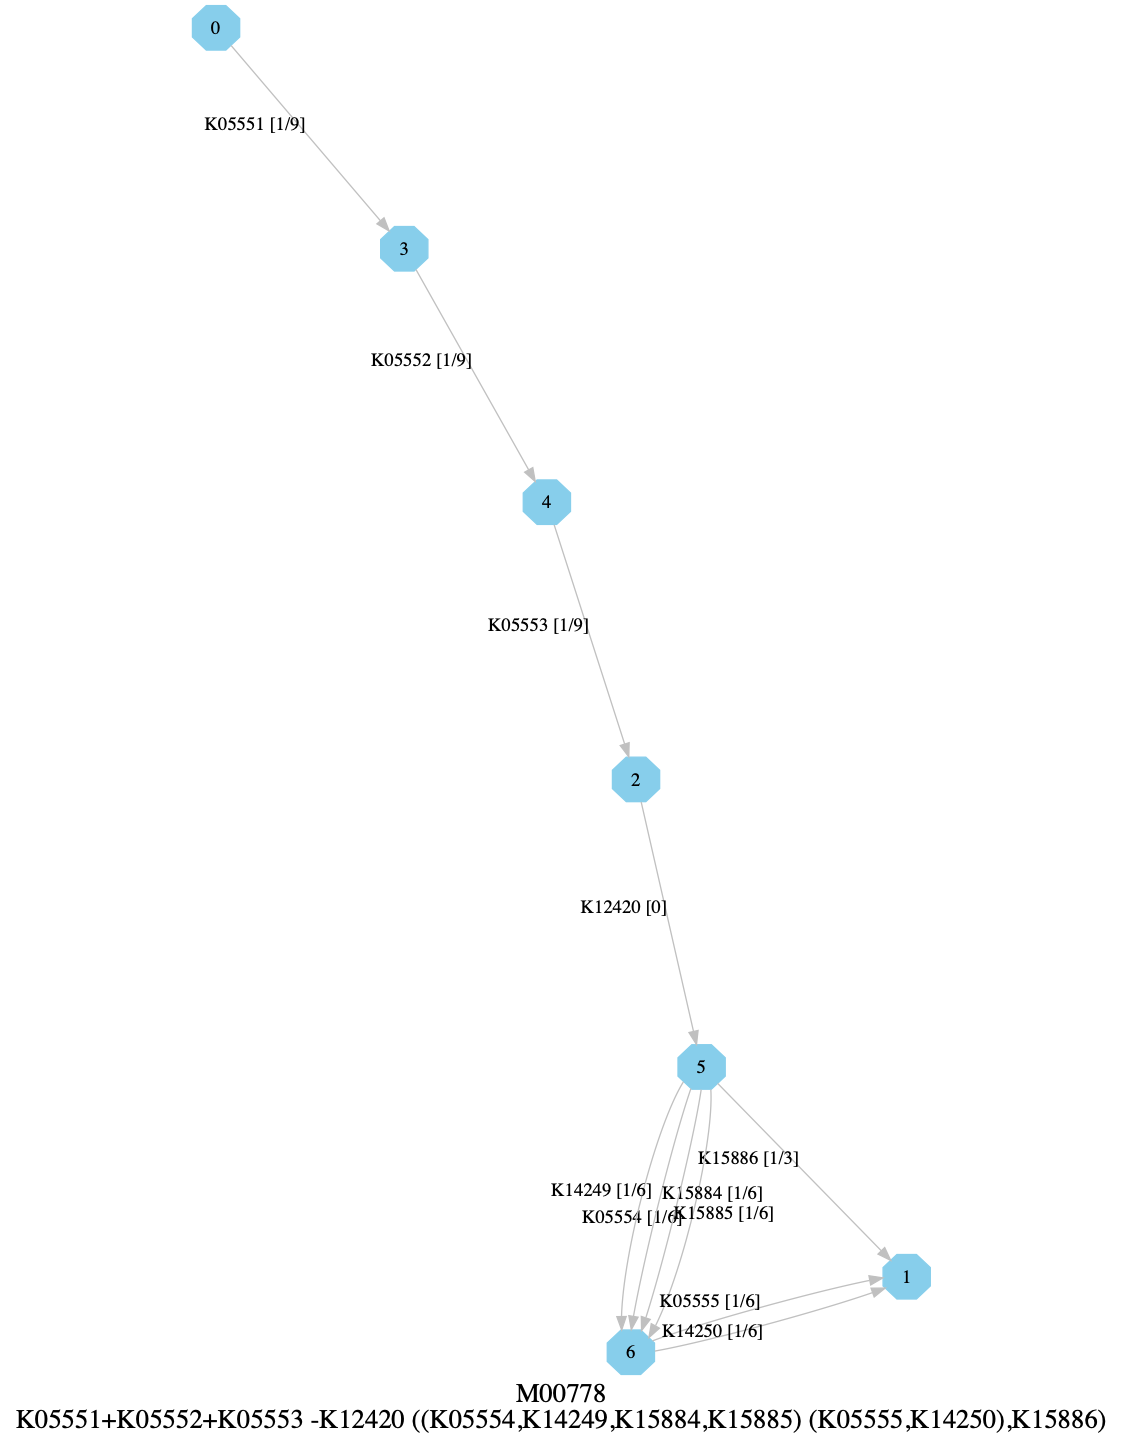 0
K05551 [1/9]
3
K05552 [1/9]
4
K05553 [1/9]
2
K12420 [0]
5
K15886 [1/3]
K14249 [1/6]
K15884 [1/6]
K05554 [1/6]
K15885 [1/6]
1
K05555 [1/6]
K14250 [1/6]
6
M00778
K05551+K05552+K05553 -K12420 ((K05554,K14249,K15884,K15885) (K05555,K14250),K15886)